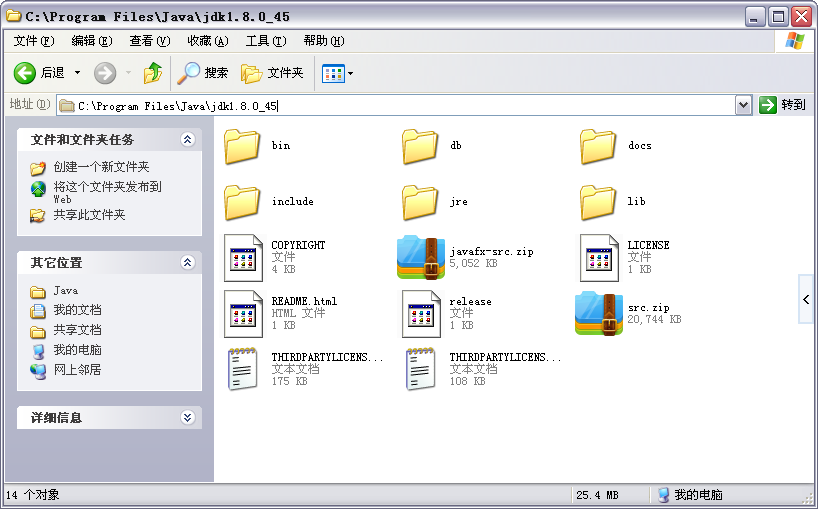 C:\Program Files\Java\jdk1.8.0_45
文件(F) 编辑(E) 查看(V) 收藏(A) 工具(T) 帮助(H)
后退 搜索 文件夹
地址(D) C:\Program Files\Java\jdk1.8.0_45 转到
文件和文件夹任务
创建一个新文件夹
将这个文件夹发布到
Web
共享此文件夹
其它位置
Java
我的文档
共享文档
我的电脑
网上邻居
详细信息
bin
db
docs
include
jre
lib
COPYRIGHT
文件
4 KB
javafx-src.zip
5,052 KB
LICENSE
文件
1 KB
README.html
HTML 文件
1 KB
release
文件
1 KB
src.zip
20,744 KB
THIRDPARTYLICENS...
文本文档
175 KB
THIRDPARTYLICENS...
文本文档
108 KB
14 个对象 25.4 MB 我的电脑